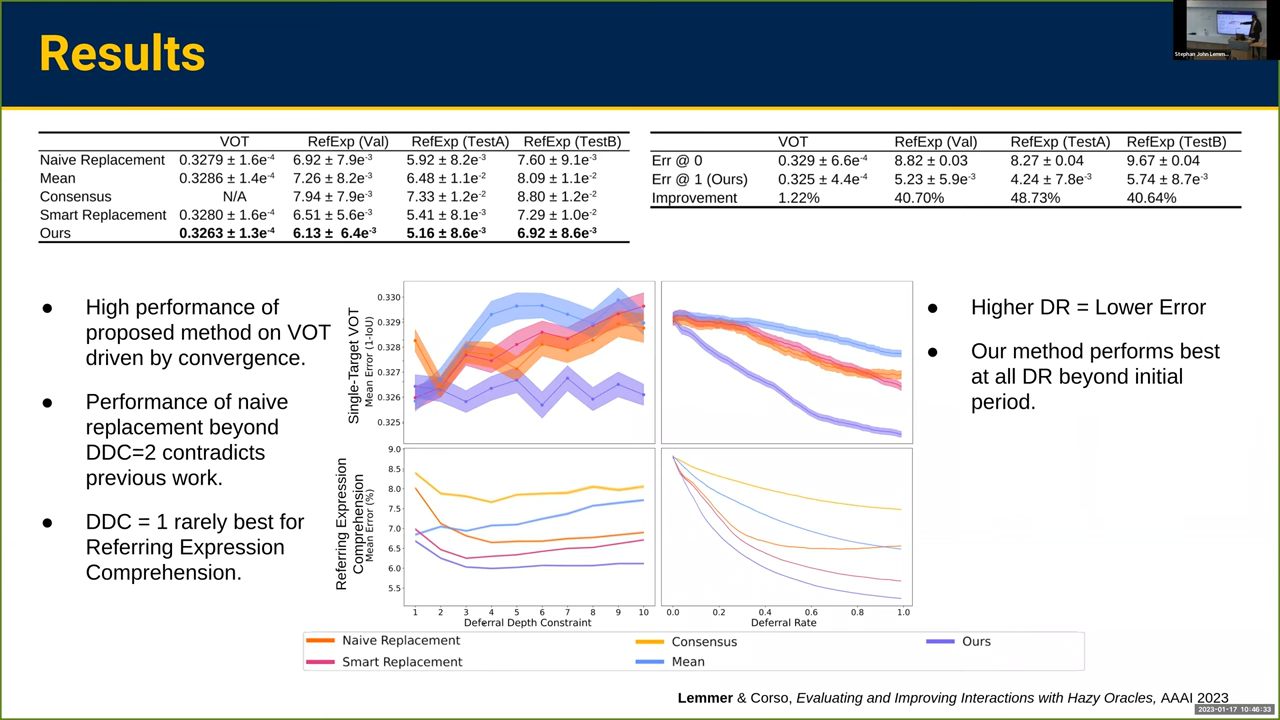 Results
Stephan John Lemm...
VOT RefExp (Val) RefExp (TestA) RefExp (TestB)
Naive Replacement 0.3279 ± 1.6e-4 6.92 ± 7.9e-3 5.92 ± 8.2e-3 7.60 ± 9.1e-3
Mean 0.3286 ± 1.4e-4 7.26 ± 8.2e-3 6.48 ± 1.1e-2 8.09 ± 1.1e-2
Consensus N/A 7.94 ± 7.9e-3 7.33 ± 1.2e-2 8.80 ± 1.2e-2
Smart Replacement 0.3280 ± 1.6e-4 6.51 ± 5.6e-3 5.41 ± 8.1e-3 7.29 ± 1.0e-2
Ours 0.3263 ± 1.3e-4 6.13 ± 6.4e-3 5.16 ± 8.6e-3 6.92 ± 8.6e-3
VOT RefExp (Val) RefExp (TestA) RefExp (TestB)
Err @ 0 0.329 ± 6.6e-4 8.82 ± 0.03 8.27 ± 0.04 9.67 ± 0.04
Err @ 1 (Ours) 0.325 ± 4.4e-4 5.23 ± 5.9e-3 4.24 ± 7.8e-3 5.74 ± 8.7e-3
Improvement 1.22% 40.70% 48.73% 40.64%
● High performance of
proposed method on VOT
driven by convergence.
● Performance of naive
replacement beyond
DDC=2 contradicts
previous work.
● DDC = 1 rarely best for
Referring Expression
Comprehension.
Single-Target VOT
Mean Error (1-IoU)
0.330
0.329
0.328
0.327
0.326
0.325
Referring Expression
Comprehension
Mean Error (%)
9.0
8.5
8.0
7.5
7.0
6.5
6.0
5.5
1 2 3 4 5 6 7 8 9 10
Deferral Depth Constraint
0.0 0.2 0.4 0.6 0.8 1.0
Deferral Rate
● Higher DR = Lower Error
● Our method performs best
at all DR beyond initial
period.
Naive Replacement Consensus Ours
Smart Replacement Mean
Lemmer & Corso, Evaluating and Improving Interactions with Hazy Oracles, AAAI 2023
2023-01-17 10:46:33